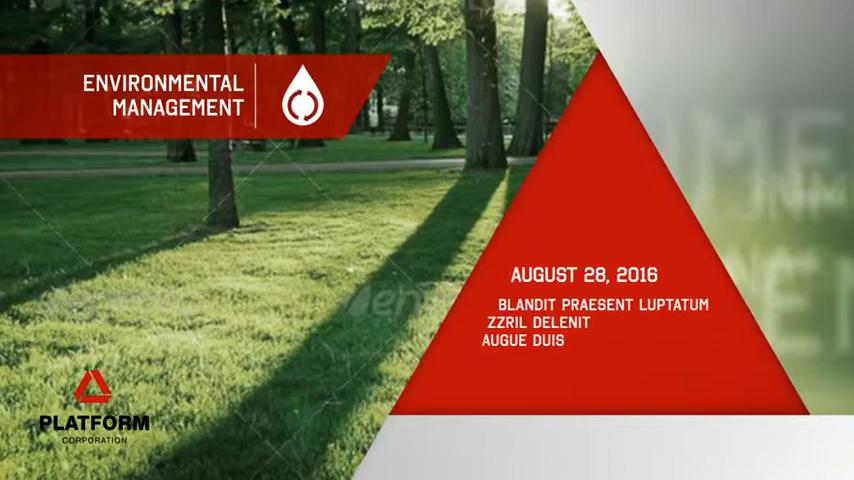 ENVIRONMENTAL
MANAGEMENT
AUGUST 28, 2016
BLANDIT PRAESENT LUPTATUM
ZZRIL DELENIT
AUGUE DUIS
PLATFORM
CORPORATION